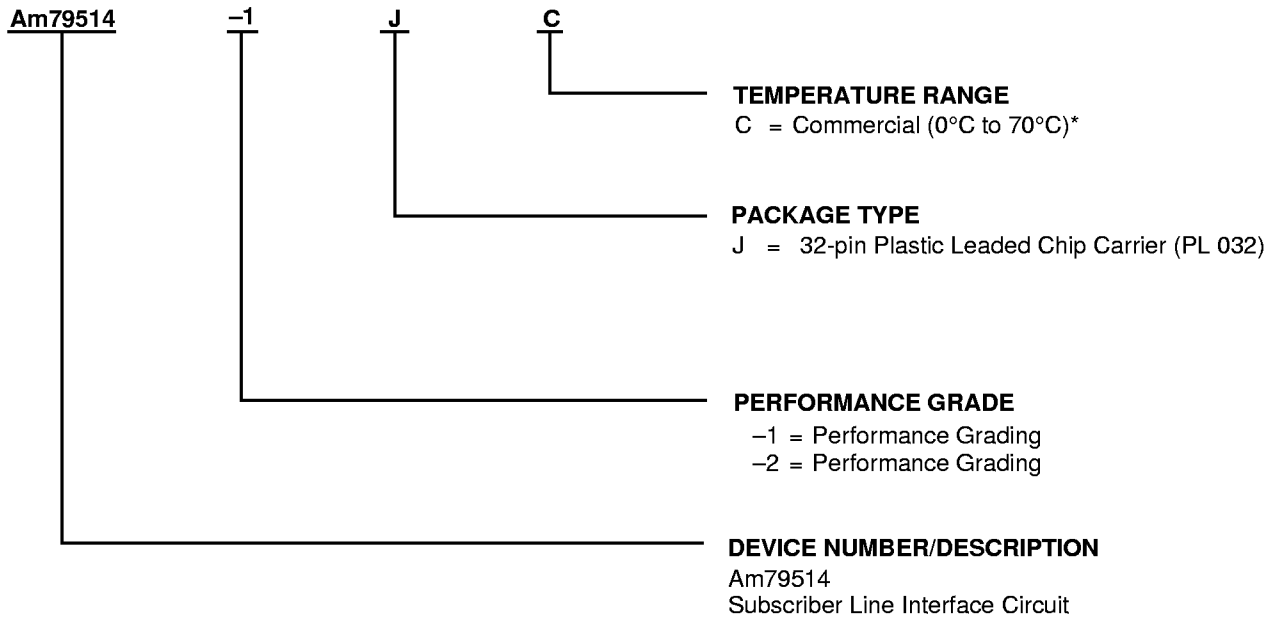 Am79514 –1 J C
TEMPERATURE RANGE
C = Commercial (0°C to 70°C)*
PACKAGE TYPE
J = 32-pin Plastic Leaded Chip Carrier (PL 032)
PERFORMANCE GRADE
–1 = Performance Grading
–2 = Performance Grading
DEVICE NUMBER/DESCRIPTION
Am79514
Subscriber Line Interface Circuit